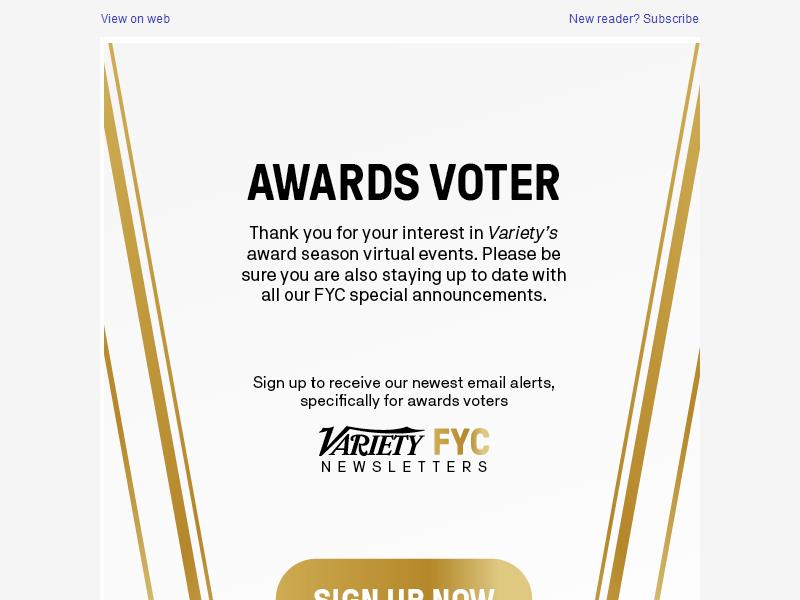 View on web
New reader? Subscribe
AWARDS VOTER
Thank you for your interest in Variety's
award season virtual events. Please be
sure you are also staying up to date with
all our FYC special announcements.
Sign up to receive our newest email alerts,
specifically for awards voters
VARIETY FYC
NEWSLETTERS
SIGN UP NOW